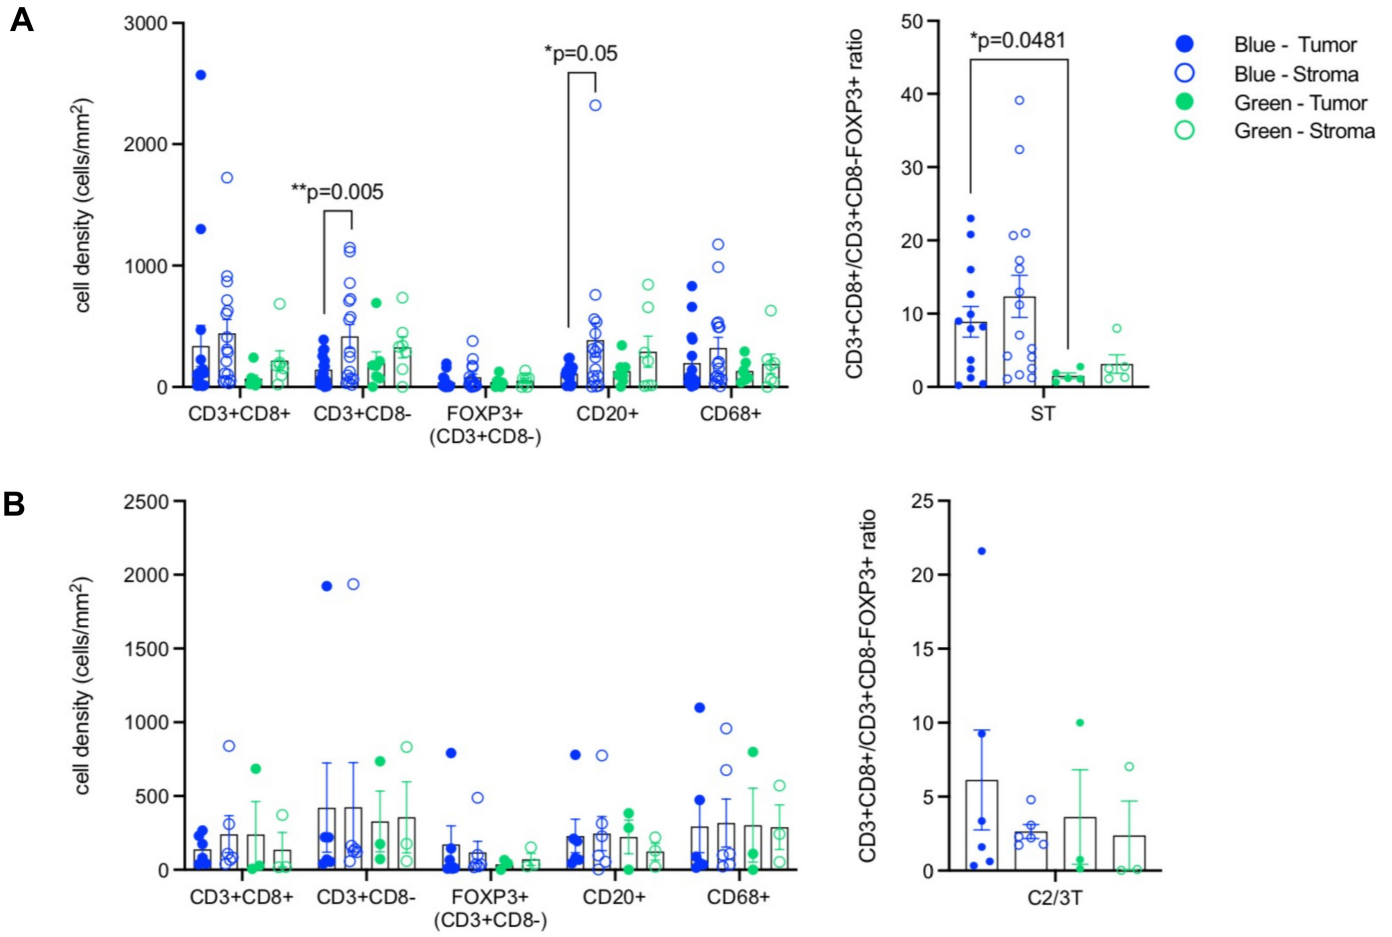 A
cell density (cells/mm2)
3000
2000
1000
0
**p=0.005
*p=0.05
CD3+CD8+
CD3+CD8-
FOXP3+
(CD3+CD8-)
CD20+
CD68+
CD3+CD8+/CD3+CD8-FOXP3+ ratio
50
40
30
20
10
0
*p=0.0481
ST
Blue - Tumor
Blue - Stroma
Green - Tumor
Green - Stroma
B
cell density (cells/mm2)
2500
2000
1500
1000
500
0
CD3+CD8+
CD3+CD8-
FOXP3+
(CD3+CD8-)
CD20+
CD68+
CD3+CD8+/CD3+CD8-FOXP3+ ratio
25
20
15
10
5
0
C2/3T